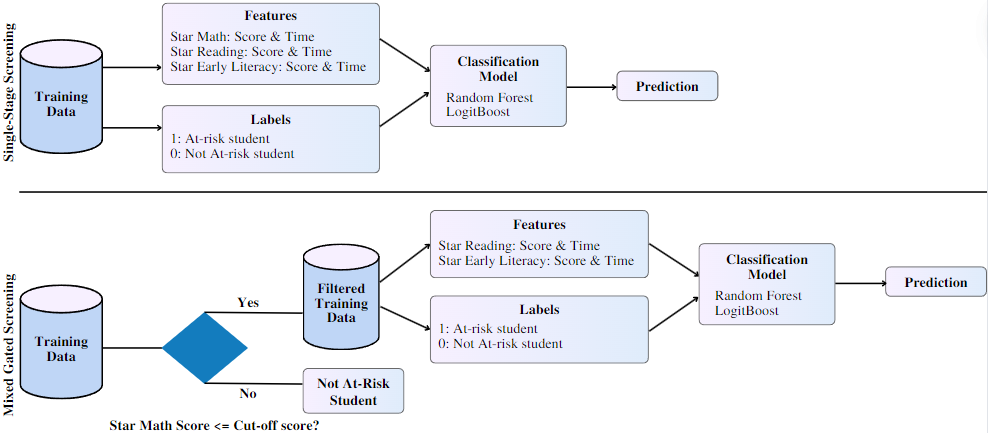 Single-Stage Screening
Training
Data
Features
Star Math: Score & Time
Star Reading: Score & Time
Star Early Literacy: Score & Time
Labels
1: At-risk student
0: Not At-risk student
Classification
Model
Random Forest
LogitBoost
Prediction
Mixed Gated Screening
Training
Data
Yes
No
Star Math Score <= Cut-off score?
Filtered
Training
Data
Not At-Risk
Student
Features
Star Reading: Score & Time
Star Early Literacy: Score & Time
Labels
1: At-risk student
0: Not At-risk student
Classification
Model
Random Forest
LogitBoost
Prediction